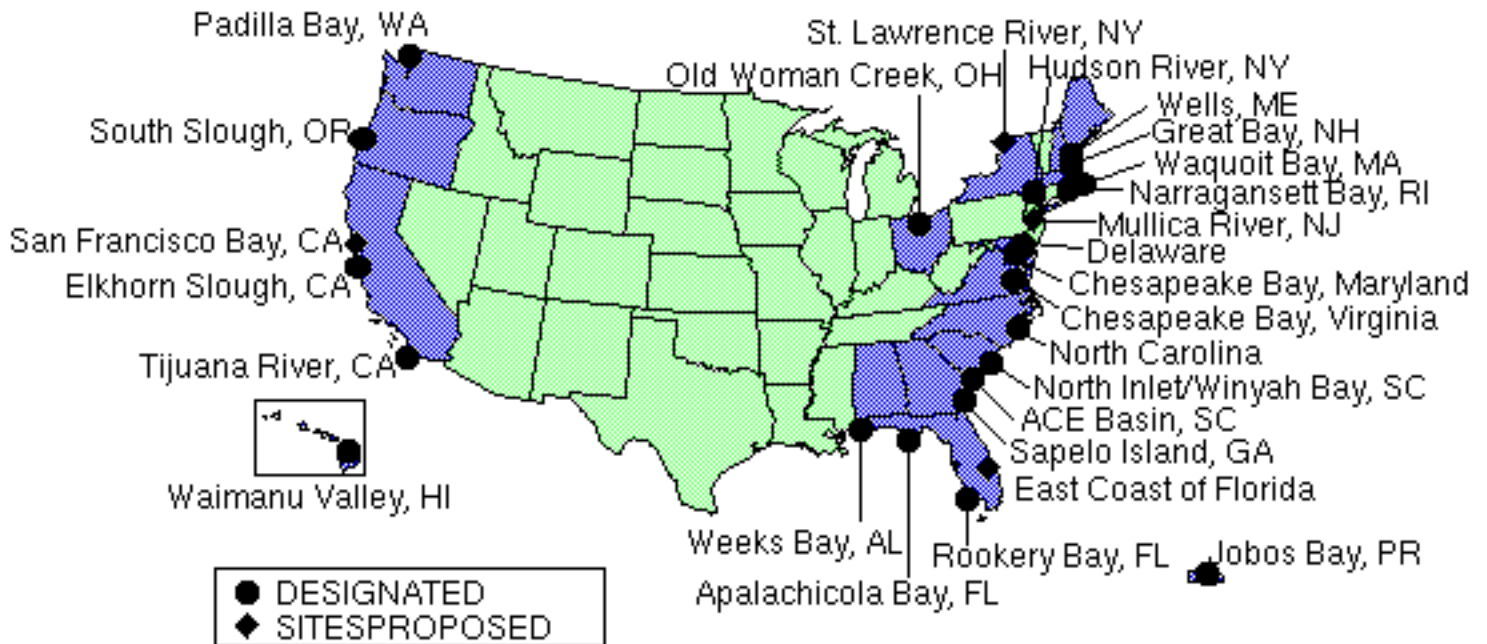 Padilla Bay, WA
St. Lawrence River, NY
Old Woman Creek, OH
Hudson River, NY
Wells, ME
South Slough, OR
Great Bay, NH
Waquoit Bay, MA
Narragansett Bay, RI
Mullica River, NJ
San Francisco Bay, CA
Delaware
Elkhorn Slough, CA
Chesapeake Bay, Maryland
Chesapeake Bay, Virginia
North Carolina
Tijuana River, CA
North Inlet/Winyah Bay, SC
ACE Basin, SC
Sapelo Island, GA
East Coast of Florida
Waimanu Valley, HI
Weeks Bay, AL
Rookery Bay, FL
Jobos Bay, PR
Apalachicola Bay, FL
DESIGNATED
SITESPROPOSED